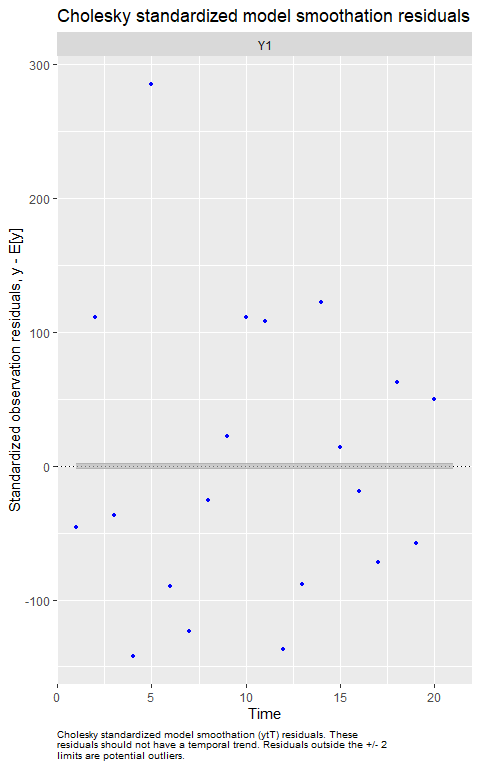 Cholesky standardized model smoothation residuals
Y1
300
200
100
0
-100
Standardized observation residuals, y - E[y]
0 5 10 15 20
Time
Cholesky standardized model smoothation (ytT) residuals. These
residuals should not have a temporal trend. Residuals outside the +/- 2
limits are potential outliers.